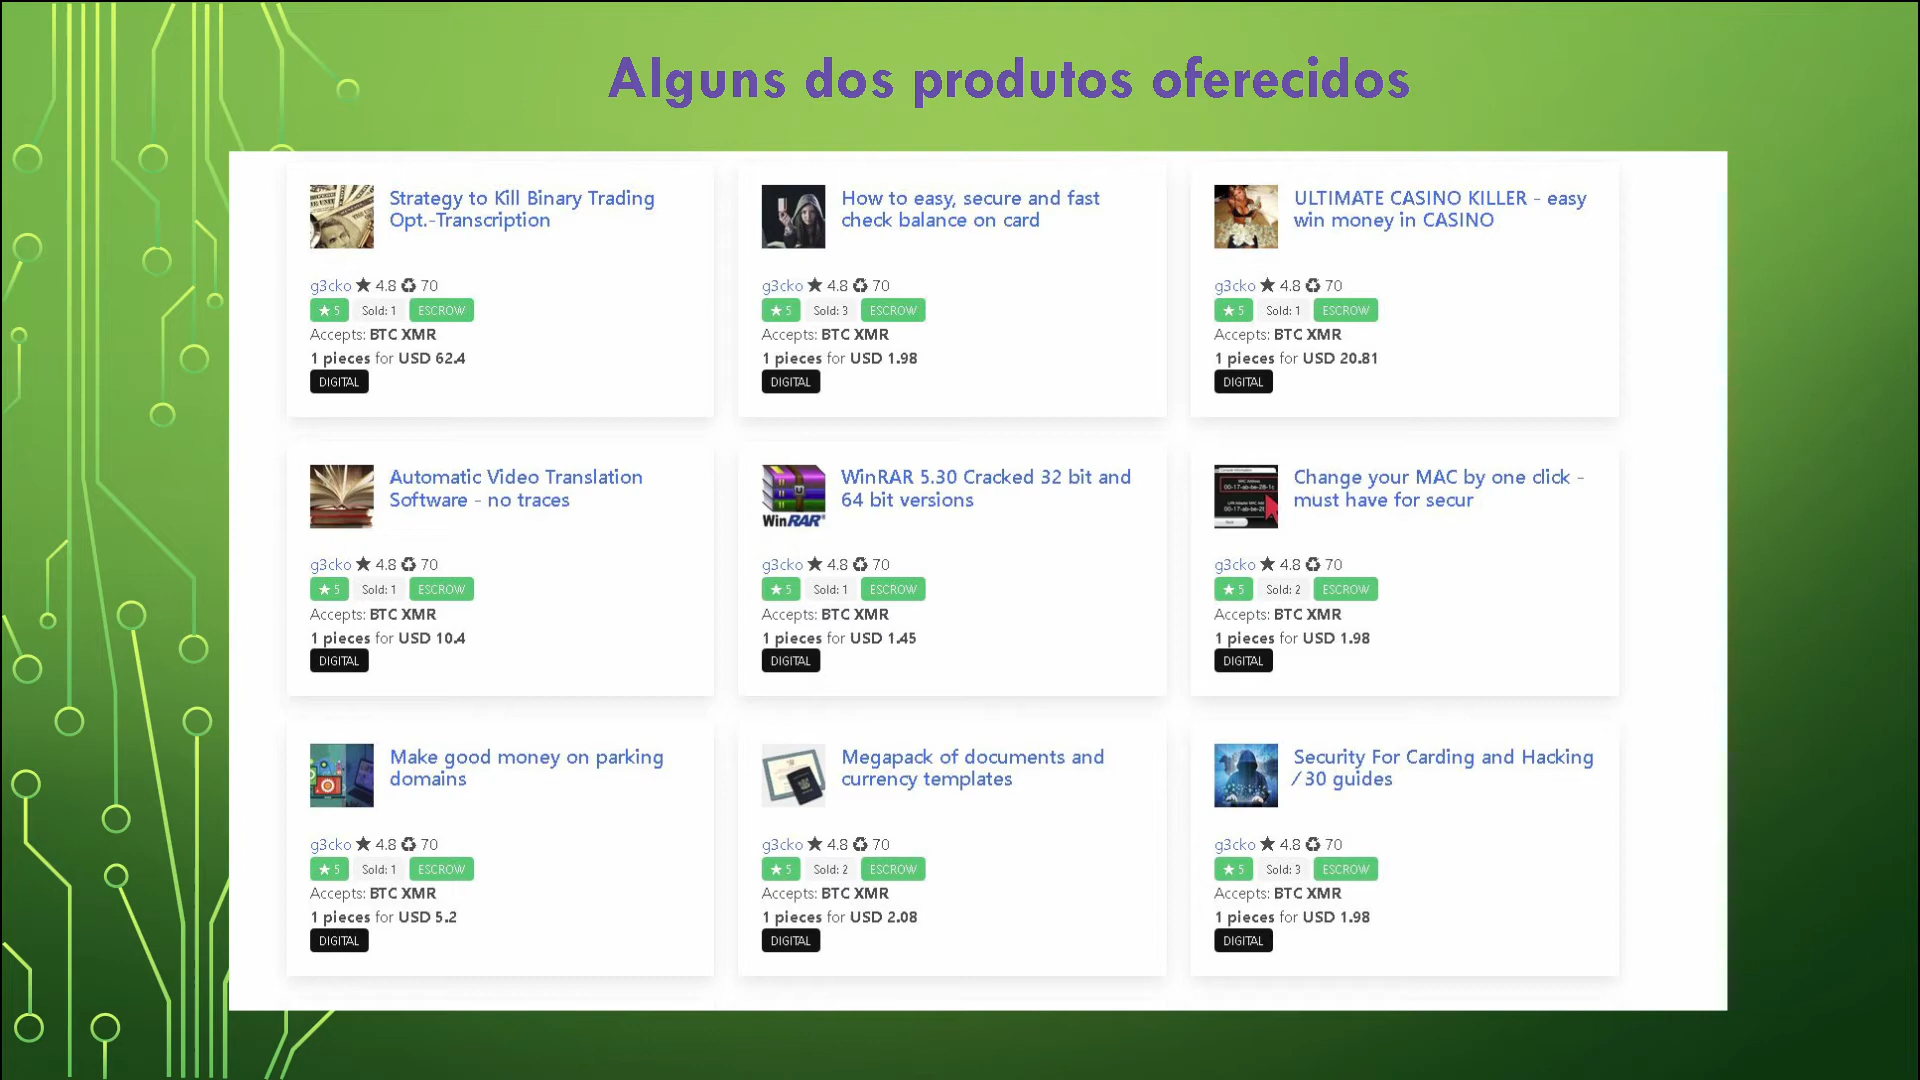 Alguns dos produtos oferecidos
Strategy to Kill Binary Trading
Opt.-Transcription
g3cko ★ 4.8 ♻ 70
★ 5 Sold: 1 ESCROW
Accepts: BTC XMR
1 pieces for USD 62.4
DIGITAL
How to easy, secure and fast
check balance on card
g3cko ★ 4.8 ♻ 70
★ 5 Sold: 3 ESCROW
Accepts: BTC XMR
1 pieces for USD 1.98
DIGITAL
ULTIMATE CASINO KILLER - easy
win money in CASINO
g3cko ★ 4.8 ♻ 70
★ 5 Sold: 1 ESCROW
Accepts: BTC XMR
1 pieces for USD 20.81
DIGITAL
Automatic Video Translation
Software - no traces
g3cko ★ 4.8 ♻ 70
★ 5 Sold: 1 ESCROW
Accepts: BTC XMR
1 pieces for USD 10.4
DIGITAL
WinRAR
WinRAR 5.30 Cracked 32 bit and
64 bit versions
g3cko ★ 4.8 ♻ 70
★ 5 Sold: 1 ESCROW
Accepts: BTC XMR
1 pieces for USD 1.45
DIGITAL
Change your MAC by one click -
must have for secur
g3cko ★ 4.8 ♻ 70
★ 5 Sold: 2 ESCROW
Accepts: BTC XMR
1 pieces for USD 1.98
DIGITAL
Make good money on parking
domains
g3cko ★ 4.8 ♻ 70
★ 5 Sold: 1 ESCROW
Accepts: BTC XMR
1 pieces for USD 5.2
DIGITAL
Megapack of documents and
currency templates
g3cko ★ 4.8 ♻ 70
★ 5 Sold: 2 ESCROW
Accepts: BTC XMR
1 pieces for USD 2.08
DIGITAL
Security For Carding and Hacking
/ 30 guides
g3cko ★ 4.8 ♻ 70
★ 5 Sold: 3 ESCROW
Accepts: BTC XMR
1 pieces for USD 1.98
DIGITAL